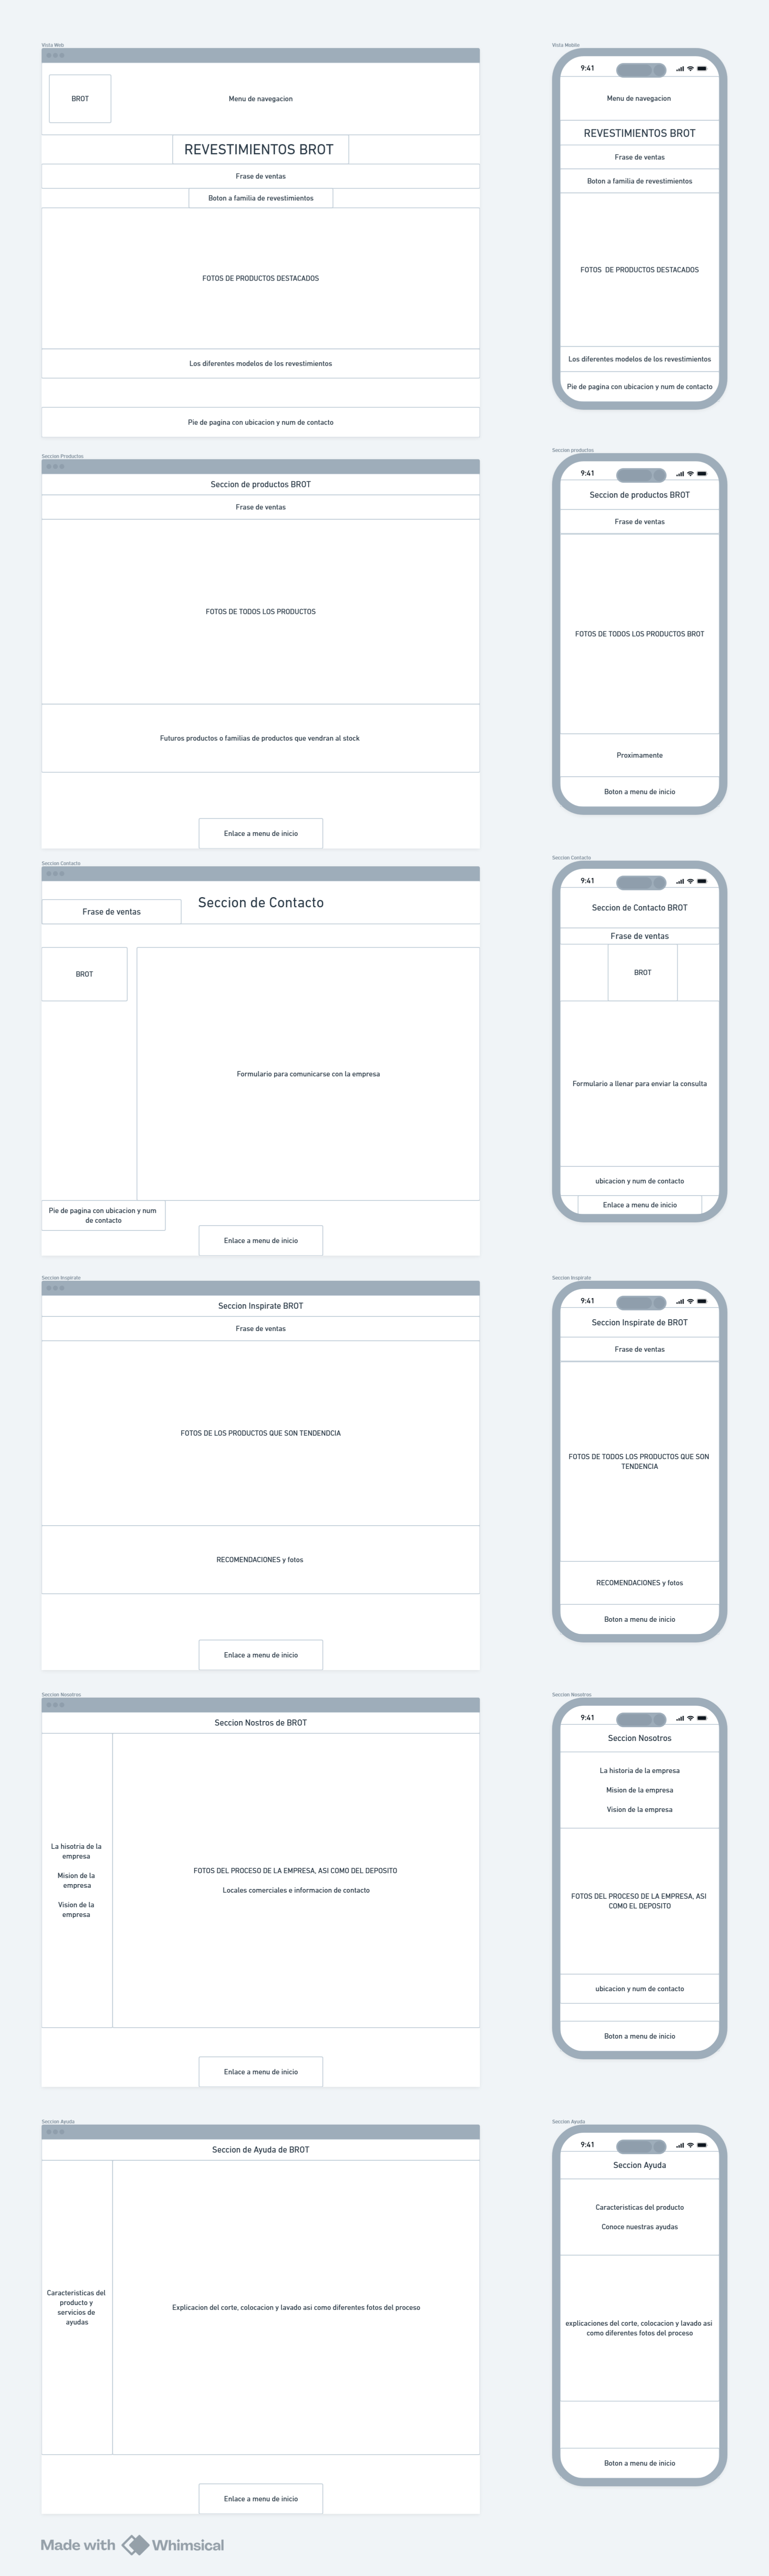 Vista Web
BROT
Menu de navegacion
REVESTIMIENTOS BROT
Frase de ventas
Boton a familia de revestimientos
FOTOS DE PRODUCTOS DESTACADOS
Los diferentes modelos de los revestimientos
Pie de pagina con ubicacion y num de contacto
Vista Mobile
9:41
Menu de navegacion
REVESTIMIENTOS BROT
Frase de ventas
Boton a familia de revestimientos
FOTOS DE PRODUCTOS DESTACADOS
Los diferentes modelos de los revestimientos
Pie de pagina con ubicacion y num de contacto
Seccion Productos
Seccion de productos BROT
Frase de ventas
FOTOS DE TODOS LOS PRODUCTOS
Futuros productos o familias de productos que vendran al stock
Enlace a menu de inicio
Seccion productos
9:41
Seccion de productos BROT
Frase de ventas
FOTOS DE TODOS LOS PRODUCTOS BROT
Proximamente
Boton a menu de inicio
Seccion Contacto
Seccion de Contacto
Frase de ventas
BROT
Formulario para comunicarse con la empresa
Pie de pagina con ubicacion y num
de contacto
Enlace a menu de inicio
Seccion Contacto
9:41
Seccion de Contacto BROT
Frase de ventas
BROT
Formulario a llenar para enviar la consulta
ubicacion y num de contacto
Enlace a menu de inicio
Seccion Inspirate
Seccion Inspirate BROT
Frase de ventas
FOTOS DE LOS PRODUCTOS QUE SON TENDENDCIA
RECOMENDACIONES y fotos
Enlace a menu de inicio
Seccion Inspirate
9:41
Seccion Inspirate de BROT
Frase de ventas
FOTOS DE TODOS LOS PRODUCTOS QUE SON
TENDENCIA
RECOMENDACIONES y fotos
Boton a menu de inicio
Seccion Nosotros
Seccion Nostros de BROT
La hisotria de la
empresa
Mision de la
empresa
Vision de la
empresa
FOTOS DEL PROCESO DE LA EMPRESA, ASI COMO DEL DEPOSITO
Locales comerciales e informacion de contacto
Enlace a menu de inicio
Seccion Nosotros
9:41
Seccion Nosotros
La historia de la empresa
Mision de la empresa
Vision de la empresa
FOTOS DEL PROCESO DE LA EMPRESA, ASI
COMO EL DEPOSITO
ubicacion y num de contacto
Boton a menu de inicio
Seccion Ayuda
Seccion de Ayuda de BROT
Caracteristicas del
producto y
servicios de
ayudas
Explicacion del corte, colocacion y lavado asi como diferentes fotos del proceso
Enlace a menu de inicio
Seccion Ayuda
9:41
Seccion Ayuda
Caracteristicas del producto
Conoce nuestras ayudas
explicaciones del corte, colocacion y lavado asi
como diferentes fotos del proceso
Boton a menu de inicio
Made with Whimsical